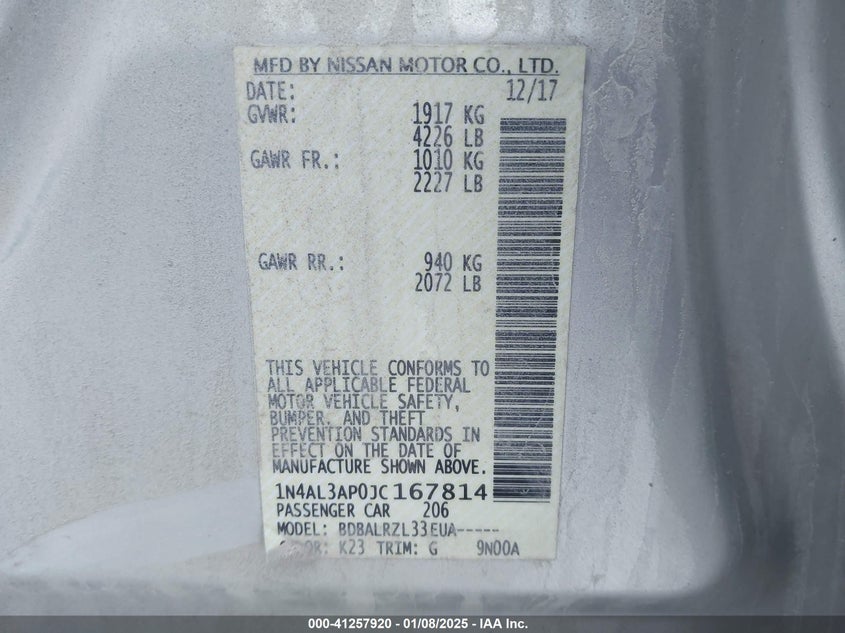 MFD BY NISSAN MOTOR CO., LTD.
DATE: 12/17
GVWR: 1917 KG
4226 LB
GAWR FR.: 1010 KG
2227 LB
GAWR RR.: 940 KG
2072 LB
THIS VEHICLE CONFORMS TO
ALL APPLICABLE FEDERAL
MOTOR VEHICLE SAFETY,
BUMPER, AND THEFT
PREVENTION STANDARDS IN
EFFECT ON THE DATE OF
MANUFACTURE SHOWN ABOVE.
1N4AL3AP0JC167814
PASSENGER CAR 206
MODEL: BDBALRZL33EUA-----
COLOR: K23 TRIM: G 9N00A
000-41257920 | 01/08/2025 - IAA Inc.